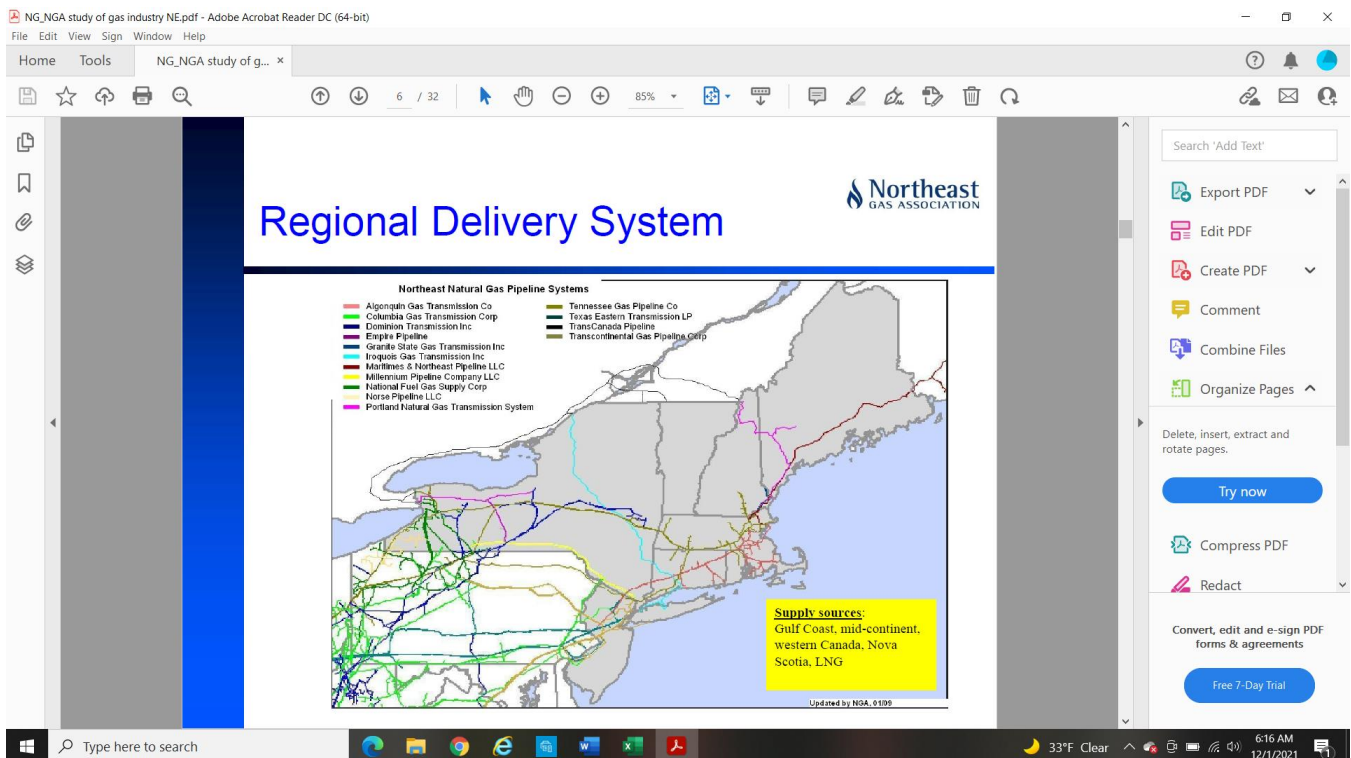 NG_NGA study of gas industry NE.pdf - Adobe Acrobat Reader DC (64-bit)
File Edit View Sign Window Help
Home Tools NG_NGA study of g... ×
6 / 32 85%
Search 'Add Text'
Export PDF
Edit PDF
Create PDF
Comment
Combine Files
Organize Pages
Delete, insert, extract and
rotate pages.
Try now
Compress PDF
Redact
Convert, edit and e-sign PDF
forms & agreements
Free 7-Day Trial
Northeast
GAS ASSOCIATION
Regional Delivery System
Northeast Natural Gas Pipeline Systems
Algonquin Gas Transmission Co
Columbia Gas Transmission Corp
Dominion Transmission Inc
Empire Pipeline
Granite State Gas Transmission Inc
Iroquois Gas Transmission Inc
Maritimes & Northeast Pipeline LLC
Millennium Pipeline Company LLC
National Fuel Gas Supply Corp
Norse Pipeline LLC
Portland Natural Gas Transmission System
Tennessee Gas Pipeline Co
Texas Eastern Transmission LP
TransCanada Pipeline
Transcontinental Gas Pipeline Corp
Supply sources:
Gulf Coast, mid-continent,
western Canada, Nova
Scotia, LNG
Updated by NGA, 01/09
Type here to search
33°F Clear
6:16 AM
12/1/2021